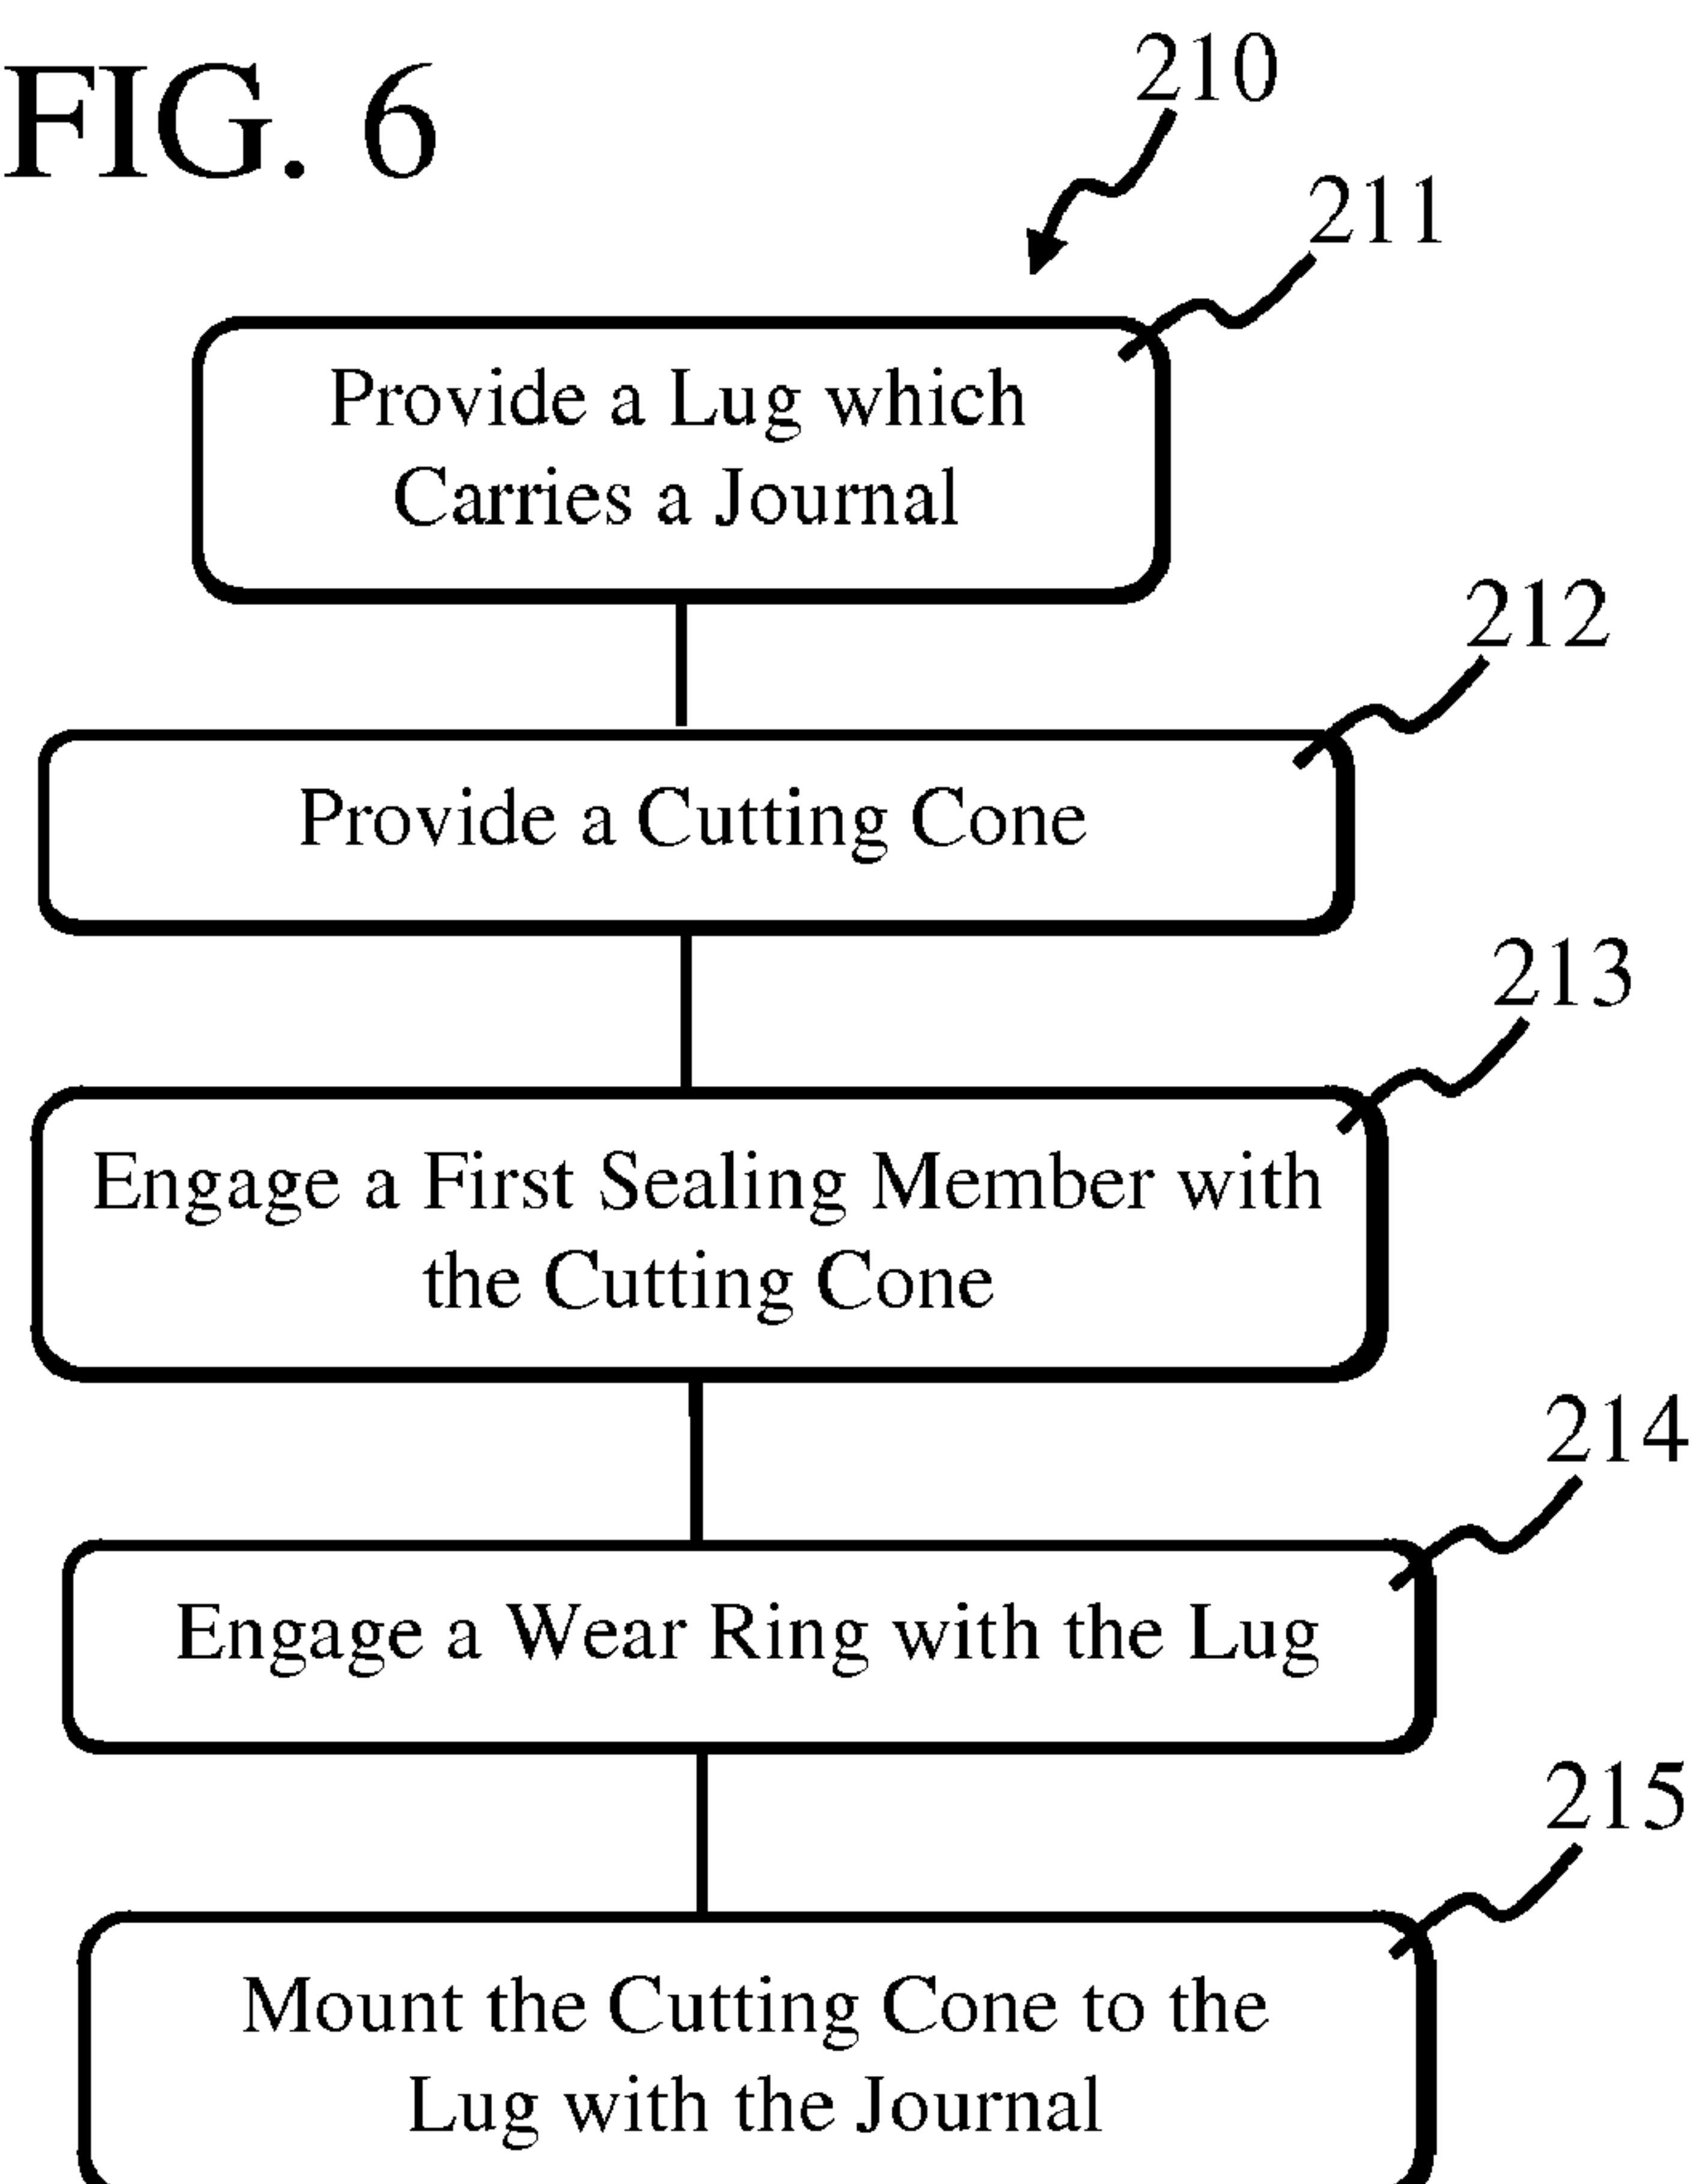 FIG. 6
210
211
Provide a Lug which
Carries a Journal
212
Provide a Cutting Cone
213
Engage a First Sealing Member with
the Cutting Cone
214
Engage a Wear Ring with the Lug
215
Mount the Cutting Cone to the
Lug with the Journal